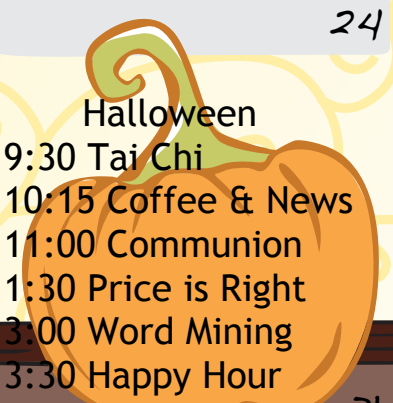 24
Halloween
9:30 Tai Chi
10:15 Coffee & News
11:00 Communion
1:30 Price is Right
3:00 Word Mining
3:30 Happy Hour